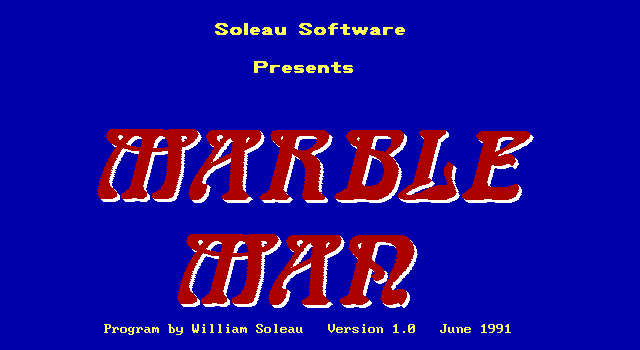 Soleau Software
Presents
MARBLE
MAN
Program by William Soleau Version 1.0 June 1991